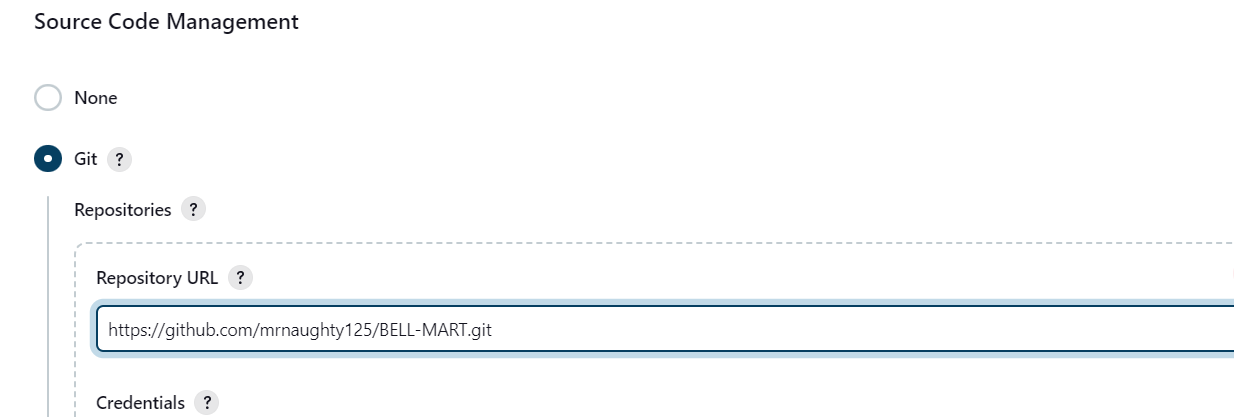 Source Code Management
None
Git ?
Repositories ?
Repository URL ?
https://github.com/mrnaughty125/BELL-MART.git
Credentials ?